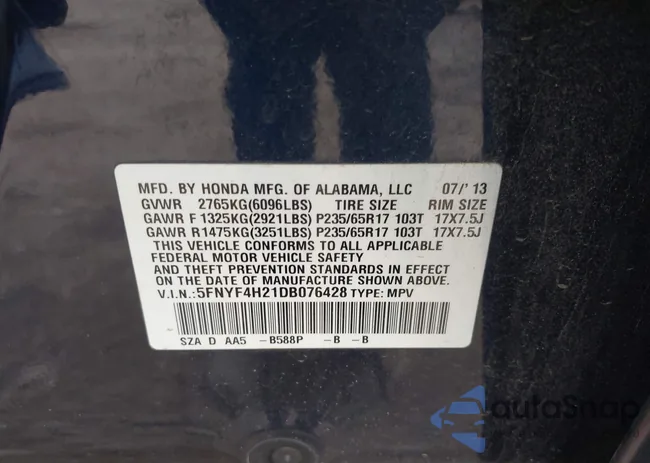 MFD. BY HONDA MFG. OF ALABAMA, LLC 07/'13
GVWR 2765KG(6096LBS) TIRE SIZE RIM SIZE
GAWR F 1325KG(2921LBS) P235/65R17 103T 17X7.5J
GAWR R1475KG(3251LBS) P235/65R17 103T 17X7.5J
THIS VEHICLE CONFORMS TO ALL APPLICABLE
FEDERAL MOTOR VEHICLE SAFETY
AND THEFT PREVENTION STANDARDS IN EFFECT
ON THE DATE OF MANUFACTURE SHOWN ABOVE.
V.I.N.:5FNYF4H21DB076428 TYPE: MPV
SZA D AA5 -B588P -B -B
autoSnap